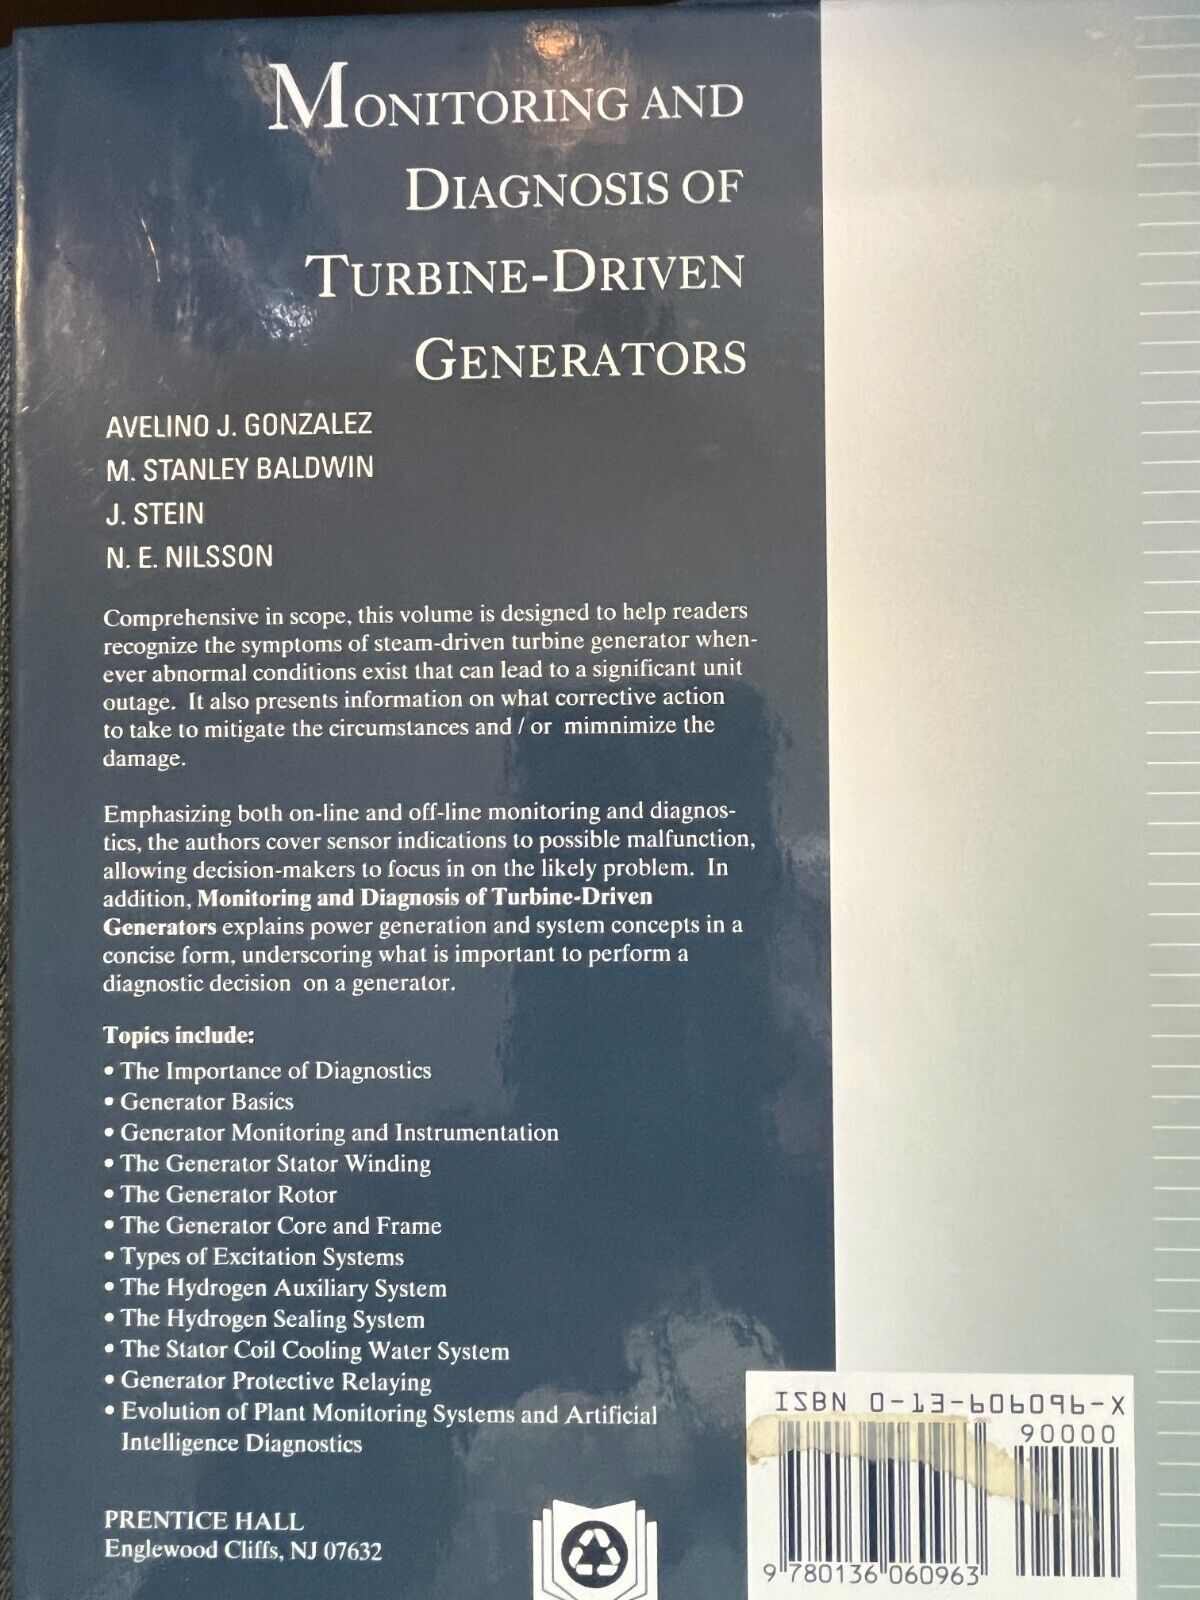 MONITORING AND
DIAGNOSIS OF
TURBINE-DRIVEN
GENERATORS
AVELINO J. GONZALEZ
M. STANLEY BALDWIN
J. STEIN
N. E. NILSSON
Comprehensive in scope, this volume is designed to help readers
recognize the symptoms of steam-driven turbine generator when-
ever abnormal conditions exist that can lead to a significant unit
outage. It also presents information on what corrective action
to take to mitigate the circumstances and / or mimnimize the
damage.
Emphasizing both on-line and off-line monitoring and diagnos-
tics, the authors cover sensor indications to possible malfunction,
allowing decision-makers to focus in on the likely problem. In
addition, Monitoring and Diagnosis of Turbine-Driven
Generators explains power generation and system concepts in a
concise form, underscoring what is important to perform a
diagnostic decision on a generator.
Topics include:
• The Importance of Diagnostics
• Generator Basics
• Generator Monitoring and Instrumentation
• The Generator Stator Winding
• The Generator Rotor
• The Generator Core and Frame
• Types of Excitation Systems
• The Hydrogen Auxiliary System
• The Hydrogen Sealing System
• The Stator Coil Cooling Water System
• Generator Protective Relaying
• Evolution of Plant Monitoring Systems and Artificial
Intelligence Diagnostics
PRENTICE HALL
Englewood Cliffs, NJ 07632
ISBN 0-13-606096-X
90000
9 780136 060963